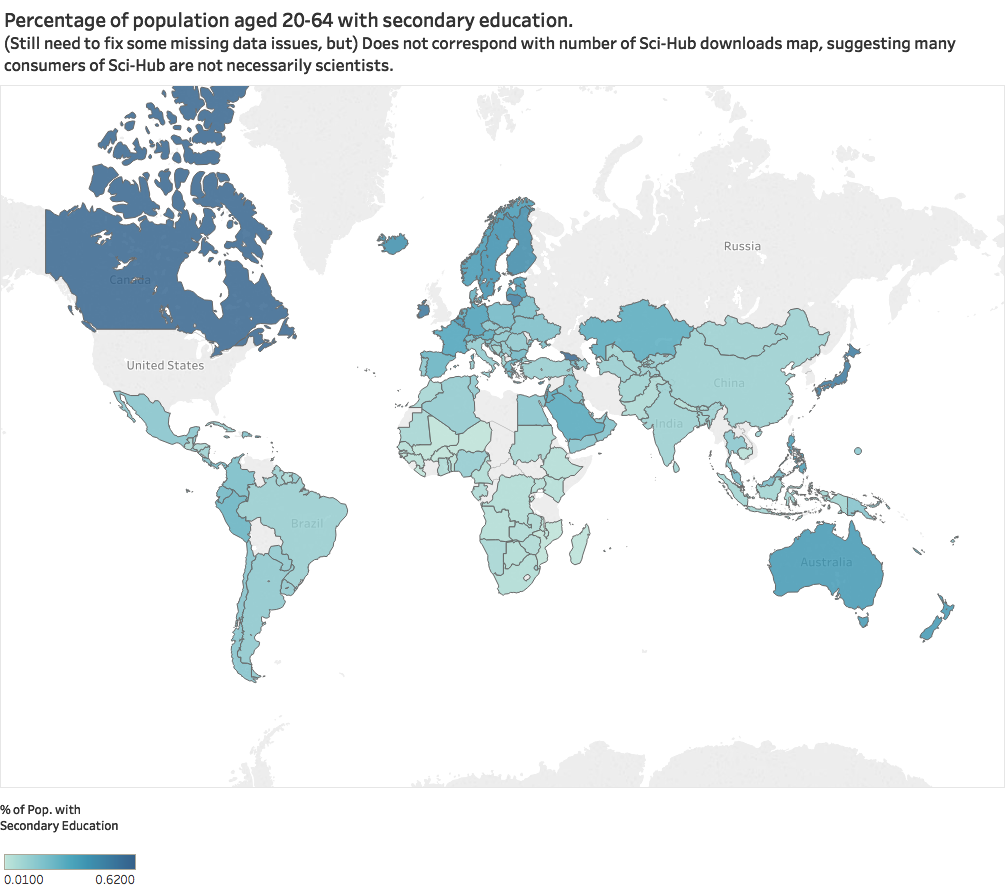 Percentage of population aged 20-64 with secondary education.
(Still need to fix some missing data issues, but) Does not correspond with number of Sci-Hub downloads map, suggesting many
consumers of Sci-Hub are not necessarily scientists.
Russia
Canada
United States
China
India
Brazil
Australia
% of Pop. with
Secondary Education
0.0100 0.6200